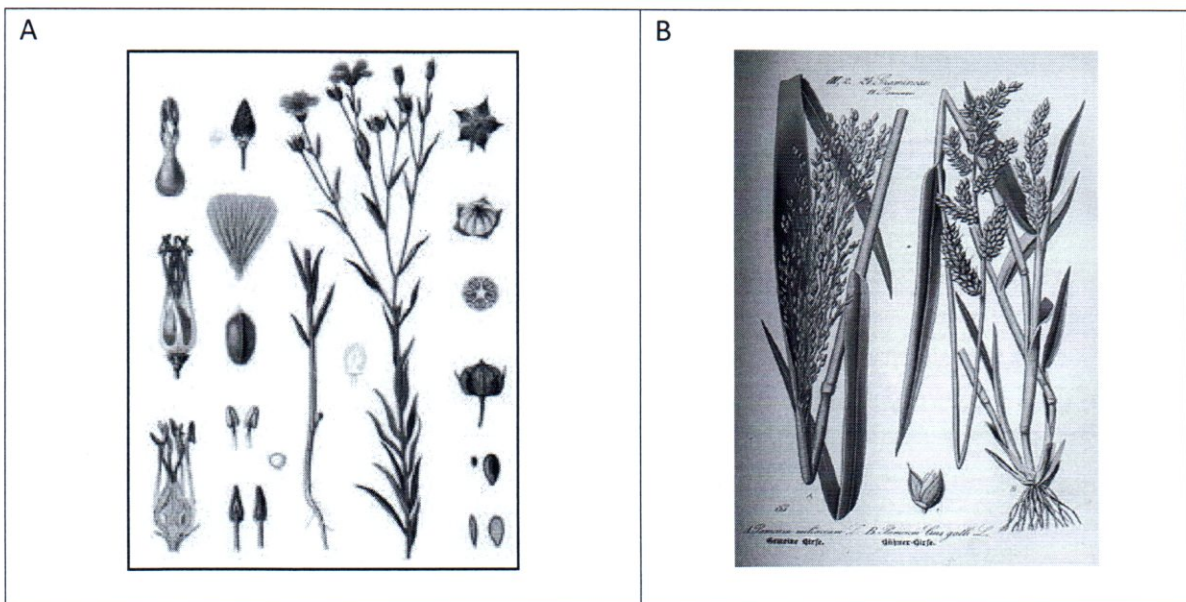 A
B
III, 2. 24. Gramineae
Panicum miliaceum L. B. Panicum Crus galli L.
Gemeine Hirse. Hühner-Hirse.